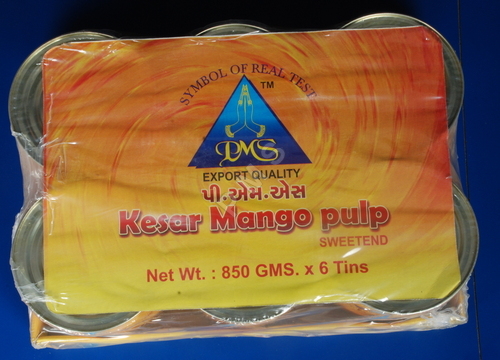 SYMBOL OF REAL TEST
TM
PMS
EXPORT QUALITY
પી.એમ.એસ
Kesar Mango pulp
SWEETEND
Net Wt. : 850 GMS. x 6 Tins